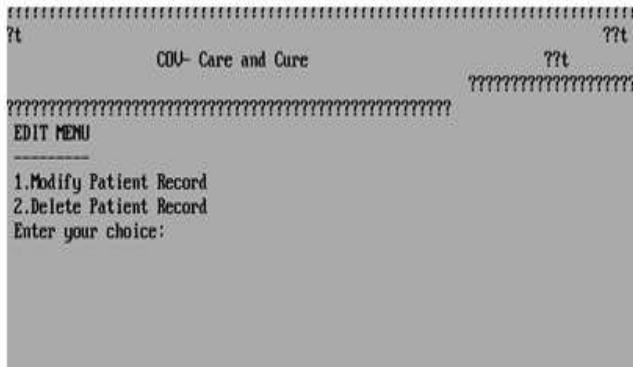 ??????????????????????????????????????????????????????????????????????????
?t ??t
COV- Care and Cure ??t
????????????????????
?????????????????????????????????????????????????????
EDIT MENU
---------
1.Modify Patient Record
2.Delete Patient Record
Enter your choice: